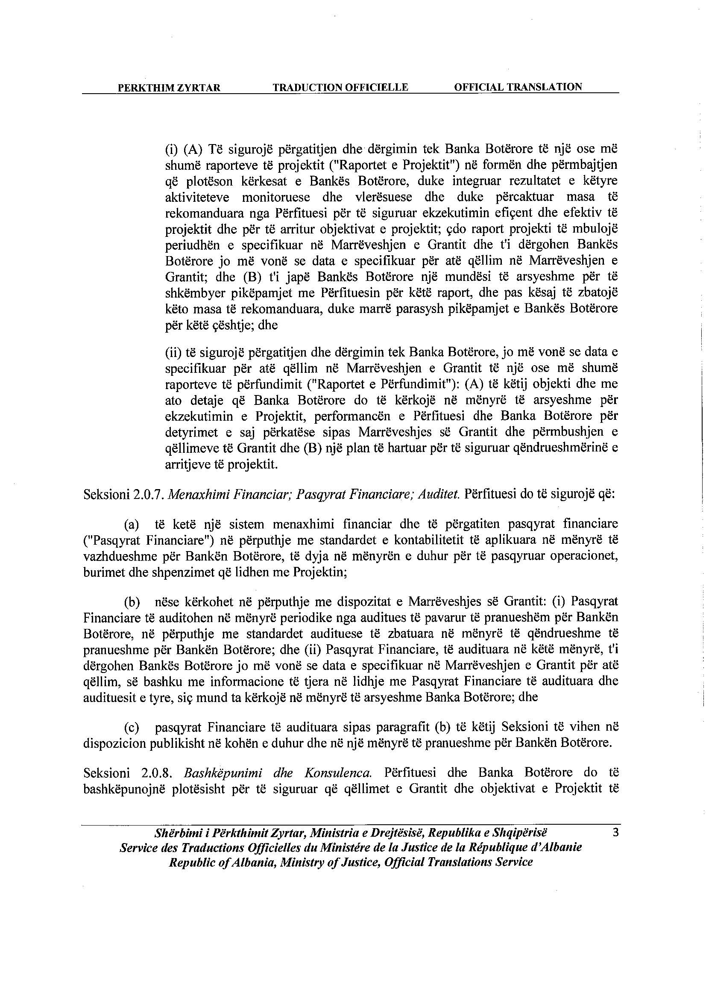 PERKTHIM ZYRTAR TRADUCTION OFFICIELLE OFFICIAL TRANSLATION
(i) (A) Të sigurojë përgatitjen dhe dërgimin tek Banka Botërore të një ose më
shumë raporteve të projektit ("Raportet e Projektit") në formën dhe përmbajtjen
që plotëson kërkesat e Bankës Botërore, duke integruar rezultatet e këtyre
aktiviteteve monitoruese dhe vlerësuese dhe duke përcaktuar masa të
rekomanduara nga Përfituesi për të siguruar ekzekutimin efiçent dhe efektiv të
projektit dhe për të arritur objektivat e projektit; çdo raport projekti të mbulojë
periudhën e specifikuar në Marrëveshjen e Grantit dhe t'i dërgohen Bankës
Botërore jo më vonë se data e specifikuar për atë qëllim në Marrëveshjen e
Grantit; dhe (B) t'i japë Bankës Botërore një mundësi të arsyeshme për të
shkëmbyer pikëpamjet me Përfituesin për këtë raport, dhe pas kësaj të zbatojë
këto masa të rekomanduara, duke marrë parasysh pikëpamjet e Bankës Botërore
për këtë çështje; dhe
(ii) të sigurojë përgatitjen dhe dërgimin tek Banka Botërore, jo më vonë se data e
specifikuar për atë qëllim në Marrëveshjen e Grantit të një ose më shumë
raporteve të përfundimit ("Raportet e Përfundimit"): (A) të këtij objekti dhe me
ato detaje që Banka Botërore do të kërkojë në mënyrë të arsyeshme për
ekzekutimin e Projektit, performancën e Përfituesi dhe Banka Botërore për
detyrimet e saj përkatëse sipas Marrëveshjes së Grantit dhe përmbushjen e
qëllimeve të Grantit dhe (B) një plan të hartuar për të siguruar qëndrueshmërinë e
arritjeve të projektit.
Seksioni 2.0.7. Menaxhimi Financiar; Pasqyrat Financiare; Auditet. Përfituesi do të sigurojë që:
(a) të ketë një sistem menaxhimi financiar dhe të përgatiten pasqyrat financiare
("Pasqyrat Financiare") në përputhje me standardet e kontabilitetit të aplikuara në mënyrë të
vazhdueshme për Bankën Botërore, të dyja në mënyrën e duhur për të pasqyruar operacionet,
burimet dhe shpenzimet që lidhen me Projektin;
(b) nëse kërkohet në përputhje me dispozitat e Marrëveshjes së Grantit: (i) Pasqyrat
Financiare të auditohen në mënyrë periodike nga auditues të pavarur të pranueshëm për Bankën
Botërore, në përputhje me standardet audituese të zbatuara në mënyrë të qëndrueshme të
pranueshme për Bankën Botërore; dhe (ii) Pasqyrat Financiare, të audituara në këtë mënyrë, t'i
dërgohen Bankës Botërore jo më vonë se data e specifikuar në Marrëveshjen e Grantit për atë
qëllim, së bashku me informacione të tjera në lidhje me Pasqyrat Financiare të audituara dhe
audituesit e tyre, siç mund ta kërkojë në mënyrë të arsyeshme Banka Botërore; dhe
(c) pasqyrat Financiare të audituara sipas paragrafit (b) të këtij Seksioni të vihen në
dispozicion publikisht në kohën e duhur dhe në një mënyrë të pranueshme për Bankën Botërore.
Seksioni 2.0.8. Bashkëpunimi dhe Konsulenca. Përfituesi dhe Banka Botërore do të
bashkëpunojnë plotësisht për të siguruar që qëllimet e Grantit dhe objektivat e Projektit të
Shërbimi i Përkthimit Zyrtar, Ministria e Drejtësisë, Republika e Shqipërisë 3
Service des Traductions Officielles du Ministére de la Justice de la République d'Albanie
Republic of Albania, Ministry of Justice, Official Translations Service